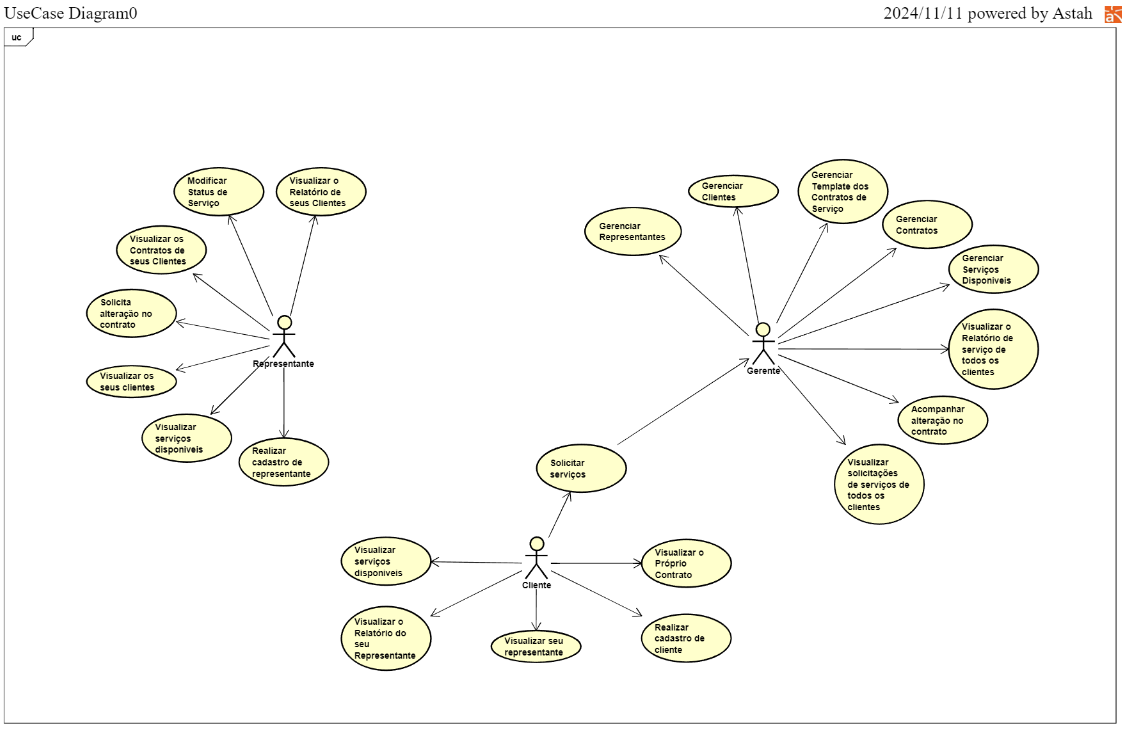 UseCase Diagram0
2024/11/11 powered by Astah
uc
Modificar
Status de
Serviço
Visualizar o
Relatório de
seus Clientes
Visualizar os
Contratos de
seus Clientes
Solicita
alteração no
contrato
Visualizar os
seus clientes
Visualizar
serviços
disponiveis
Realizar
cadastro de
representante
Representante
Gerenciar
Representantes
Gerenciar
Clientes
Gerenciar
Template dos
Contratos de
Serviço
Gerenciar
Contratos
Gerenciar
Serviços
Disponíveis
Visualizar o
Relatório de
serviço de
todos os
clientes
Acompanhar
alteração no
contrato
Visualizar
solicitações
de serviços de
todos os
clientes
Gerente
Solicitar
serviços
Visualizar
serviços
disponiveis
Visualizar o
Relatório do
seu
Representante
Visualizar seu
representante
Realizar
cadastro de
cliente
Visualizar o
Próprio
Contrato
Cliente